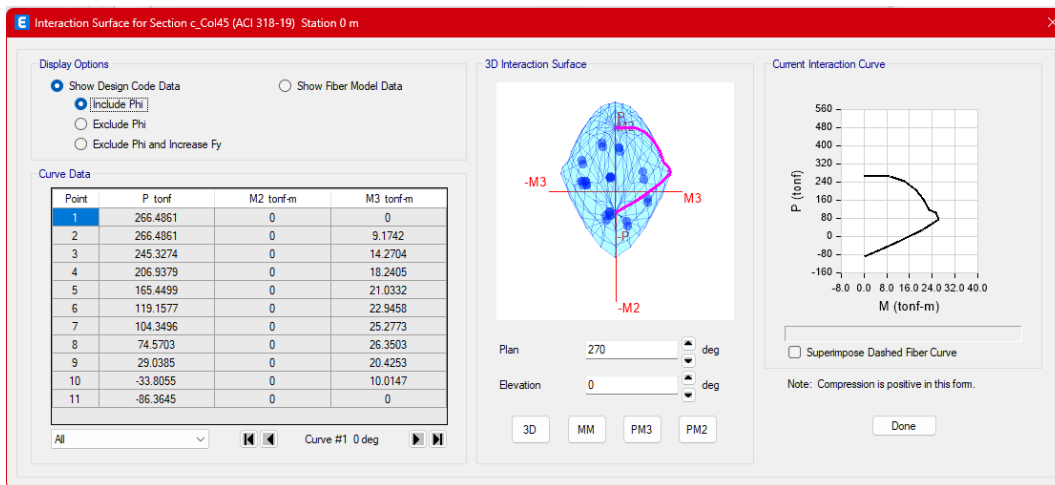 E Interaction Surface for Section c_Col45 (ACI 318-19) Station 0 m
Display Options
Show Design Code Data
Show Fiber Model Data
Include Phi
Exclude Phi
Exclude Phi and Increase Fy
Curve Data
Point P tonf M2 tonf-m M3 tonf-m
1 266.4861 0 0
2 266.4861 0 9.1742
3 245.3274 0 14.2704
4 206.9379 0 18.2405
5 165.4499 0 21.0332
6 119.1577 0 22.9458
7 104.3496 0 25.2773
8 74.5703 0 26.3503
9 29.0385 0 20.4253
10 -33.8055 0 10.0147
11 -86.3645 0 0
All
Curve #1 0 deg
3D Interaction Surface
-M3
M3
-P
-M2
Plan 270 deg
Elevation 0 deg
3D MM PM3 PM2
Current Interaction Curve
560
480
400
320
240
160
80
0
-80
-160
P (tonf)
-8.0 0.0 8.0 16.0 24.0 32.0 40.0
M (tonf-m)
Superimpose Dashed Fiber Curve
Note: Compression is positive in this form.
Done